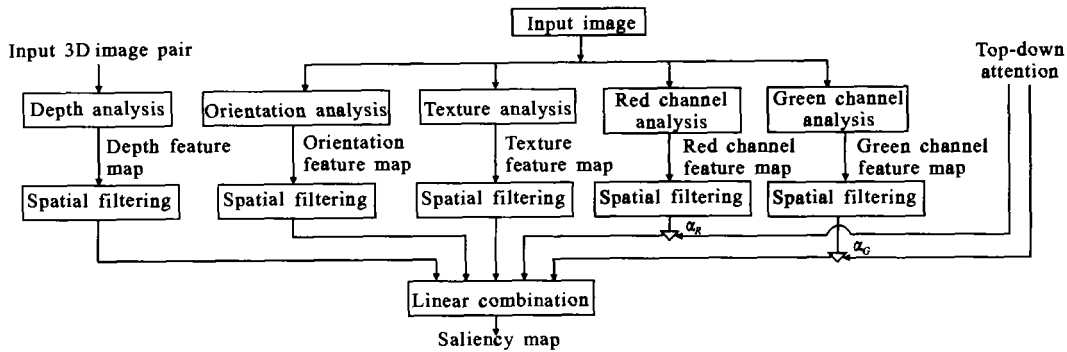 Input image
Input 3D image pair
Top-down
attention
Depth analysis
Orientation analysis
Texture analysis
Red channel
analysis
Green channel
analysis
Depth feature
map
Orientation
feature map
Texture
feature map
Red channel
feature map
Green channel
feature map
Spatial filtering
Spatial filtering
Spatial filtering
Spatial filtering
Spatial filtering
α_R
α_G
Linear combination
Saliency map